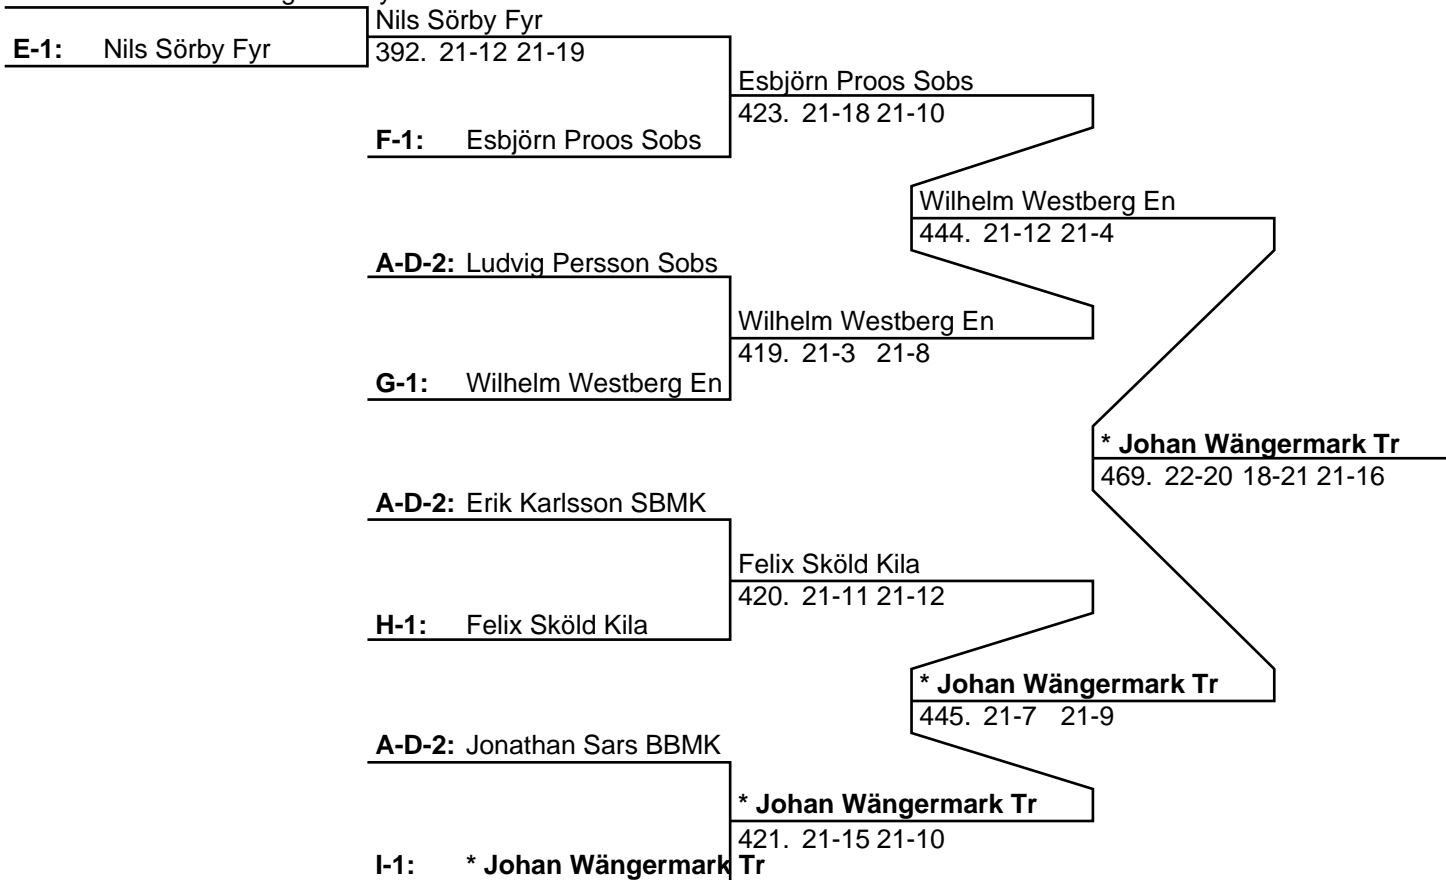 Nils Sörby Fyr
E-1: Nils Sörby Fyr
392. 21-12 21-19
Esbjörn Proos Sobs
423. 21-18 21-10
F-1: Esbjörn Proos Sobs
Wilhelm Westberg En
444. 21-12 21-4
A-D-2: Ludvig Persson Sobs
Wilhelm Westberg En
419. 21-3 21-8
G-1: Wilhelm Westberg En
* Johan Wängermark Tr
469. 22-20 18-21 21-16
A-D-2: Erik Karlsson SBMK
Felix Sköld Kila
420. 21-11 21-12
H-1: Felix Sköld Kila
* Johan Wängermark Tr
445. 21-7 21-9
A-D-2: Jonathan Sars BBMK
* Johan Wängermark Tr
421. 21-15 21-10
I-1: * Johan Wängermark Tr